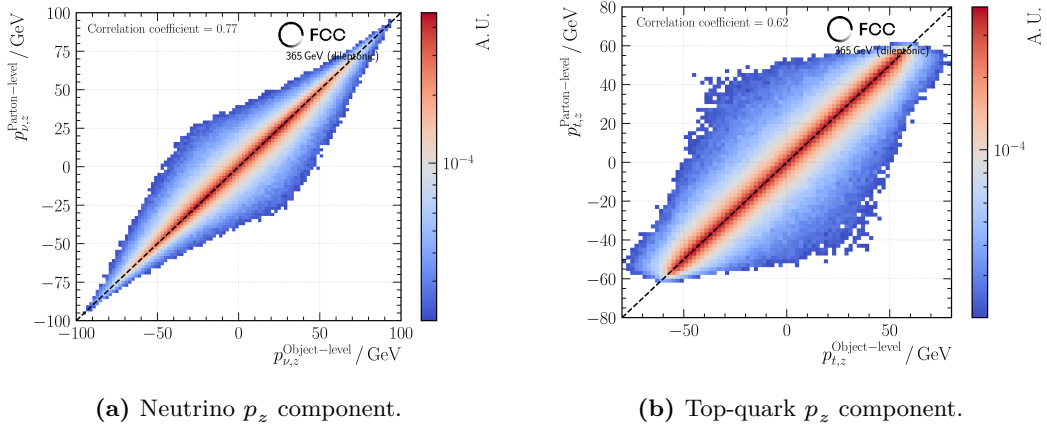 Correlation coefficient = 0.77
FCC
365 GeV (dileptonic)
p_{ν,z}^{Parton−level} / GeV
100
75
50
25
0
−25
−50
−75
−100
−100
−50
0
50
100
p_{ν,z}^{Object−level} / GeV
A. U.
10^{−4}
(a) Neutrino p_z component.
Correlation coefficient = 0.62
FCC
365 GeV (dileptonic)
p_{t,z}^{Parton−level} / GeV
80
60
40
20
0
−20
−40
−60
−80
−50
0
50
p_{t,z}^{Object−level} / GeV
A. U.
10^{−4}
(b) Top-quark p_z component.